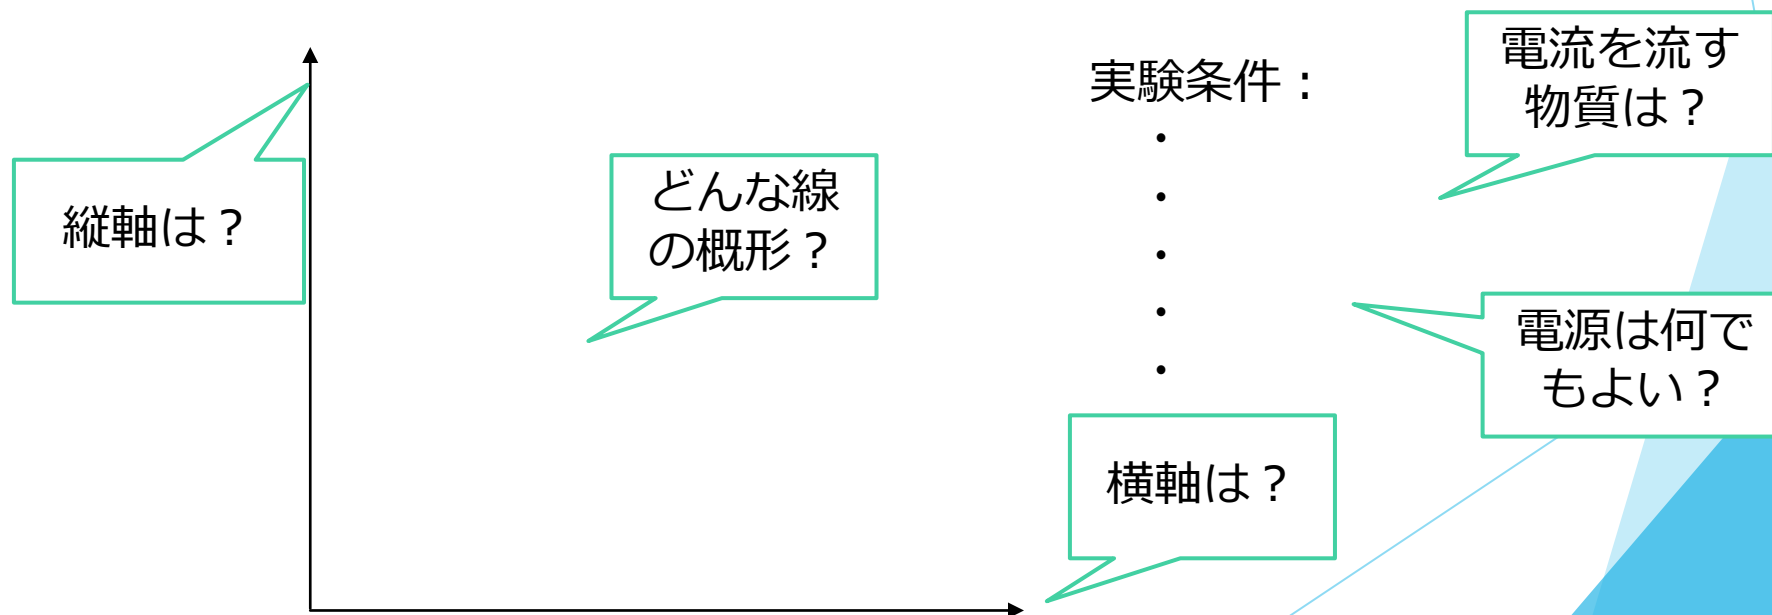 縦軸は？
どんな線
の概形？
実験条件：
・
・
・
・
・
電流を流す
物質は？
電源は何で
もよい？
横軸は？